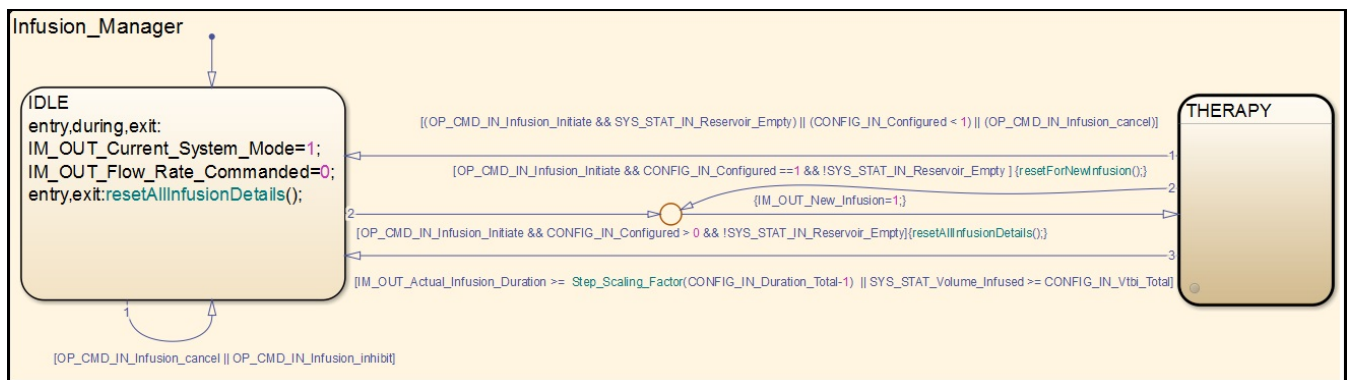 Infusion_Manager
IDLE
entry,during,exit:
IM_OUT_Current_System_Mode=1;
IM_OUT_Flow_Rate_Commanded=0;
entry,exit:resetAllInfusionDetails();
THERAPY
[(OP_CMD_IN_Infusion_Initiate && SYS_STAT_IN_Reservoir_Empty) || (CONFIG_IN_Configured < 1) || (OP_CMD_IN_Infusion_cancel)]
1
[OP_CMD_IN_Infusion_Initiate && CONFIG_IN_Configured ==1 && !SYS_STAT_IN_Reservoir_Empty ] {resetForNewInfusion();}
2
{IM_OUT_New_Infusion=1;}
2
[OP_CMD_IN_Infusion_Initiate && CONFIG_IN_Configured > 0 && !SYS_STAT_IN_Reservoir_Empty]{resetAllInfusionDetails();}
3
[IM_OUT_Actual_Infusion_Duration >= Step_Scaling_Factor(CONFIG_IN_Duration_Total-1) || SYS_STAT_Volume_Infused >= CONFIG_IN_Vtbi_Total]
1
[OP_CMD_IN_Infusion_cancel || OP_CMD_IN_Infusion_inhibit]